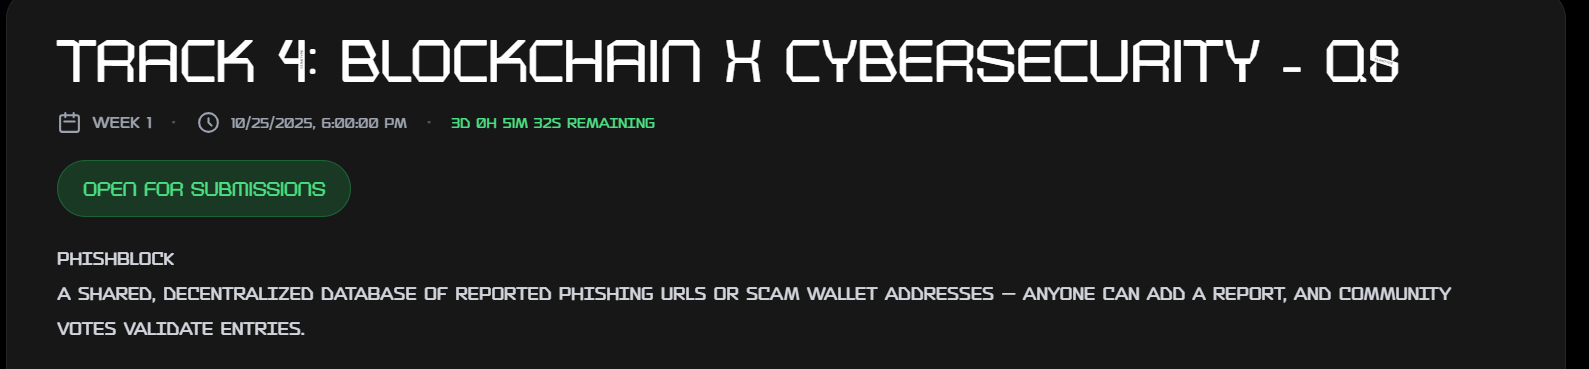 TRACK 4: BLOCKCHAIN X CYBERSECURITY - Q8
WEEK 1 · 10/25/2025, 6:00:00 PM · 3D 0H 51M 32S REMAINING
OPEN FOR SUBMISSIONS
PHISHBLOCK
A SHARED, DECENTRALIZED DATABASE OF REPORTED PHISHING URLS OR SCAM WALLET ADDRESSES — ANYONE CAN ADD A REPORT, AND COMMUNITY
VOTES VALIDATE ENTRIES.